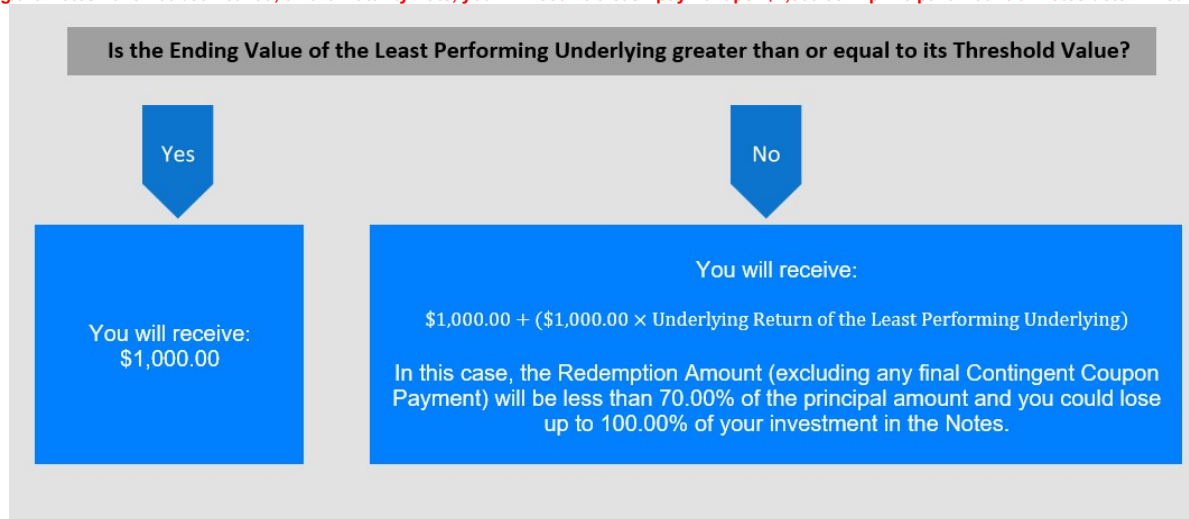 Is the Ending Value of the Least Performing Underlying greater than or equal to its Threshold Value?
Yes
No
You will receive:
$1,000.00
You will receive:
$1,000.00 + ($1,000.00 × Underlying Return of the Least Performing Underlying)
In this case, the Redemption Amount (excluding any final Contingent Coupon
Payment) will be less than 70.00% of the principal amount and you could lose
up to 100.00% of your investment in the Notes.